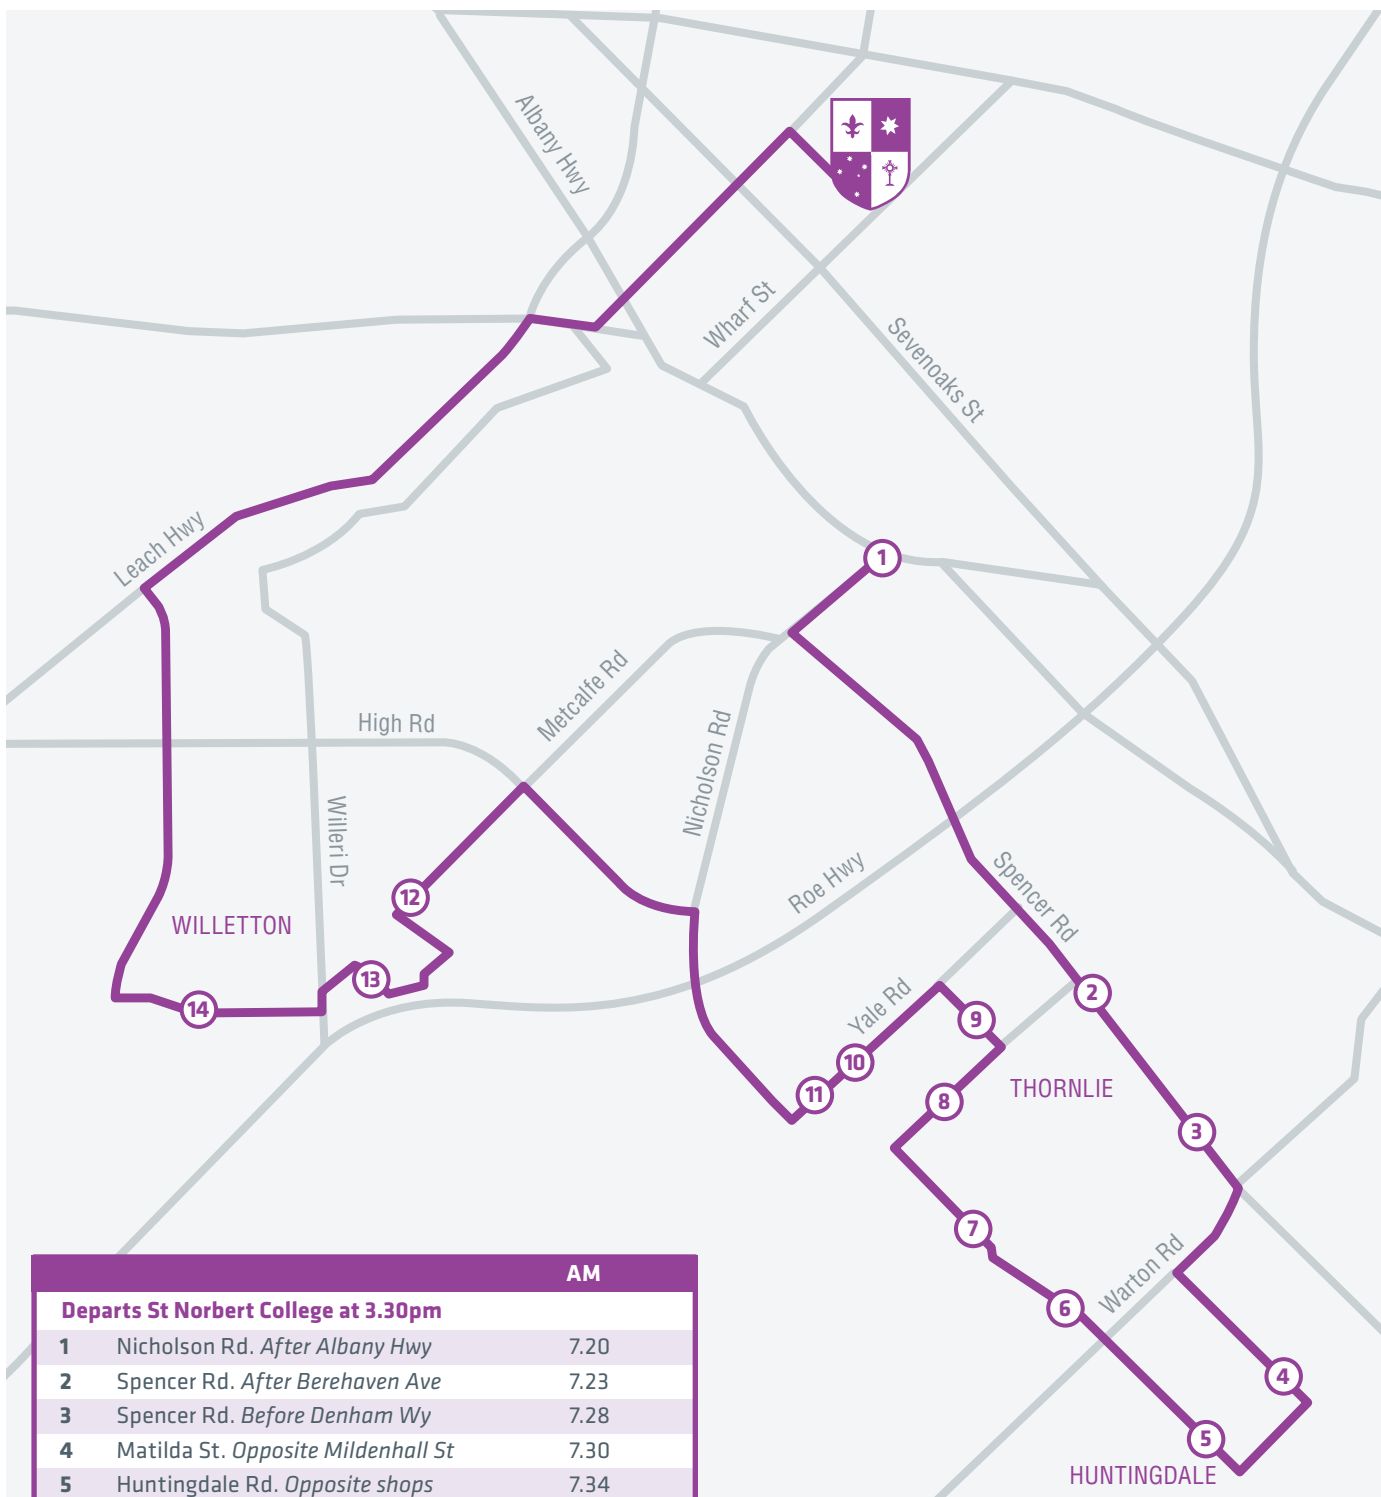 Albany Hwy
Wharf St
Sevenoaks St
Leach Hwy
1
Metcalfe Rd
High Rd
Nicholson Rd
Willeri Dr
Spencer Rd
Roe Hwy
12
WILLETTON
13
14
2
Yale Rd
9
10
11
8
THORNLIE
3
7
Warton Rd
6
4
5
HUNTINGDALE
AM
Departs St Norbert College at 3.30pm
1 Nicholson Rd. After Albany Hwy 7.20
2 Spencer Rd. After Berehaven Ave 7.23
3 Spencer Rd. Before Denham Wy 7.28
4 Matilda St. Opposite Mildenhall St 7.30
5 Huntingdale Rd. Opposite shops 7.34